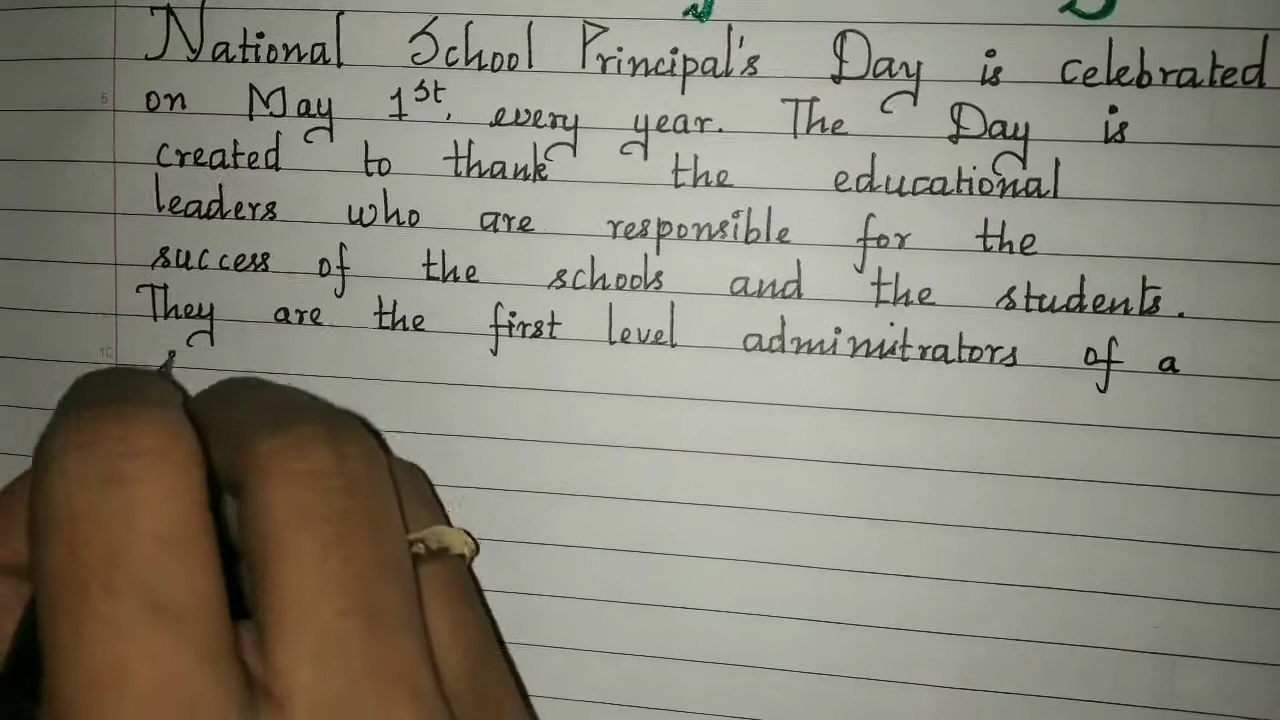 National School Principal's Day is celebrated
on May 1st, every year. The Day is
created to thank the educational
leaders who are responsible for the
success of the schools and the students.
They are the first level adminitrators of a